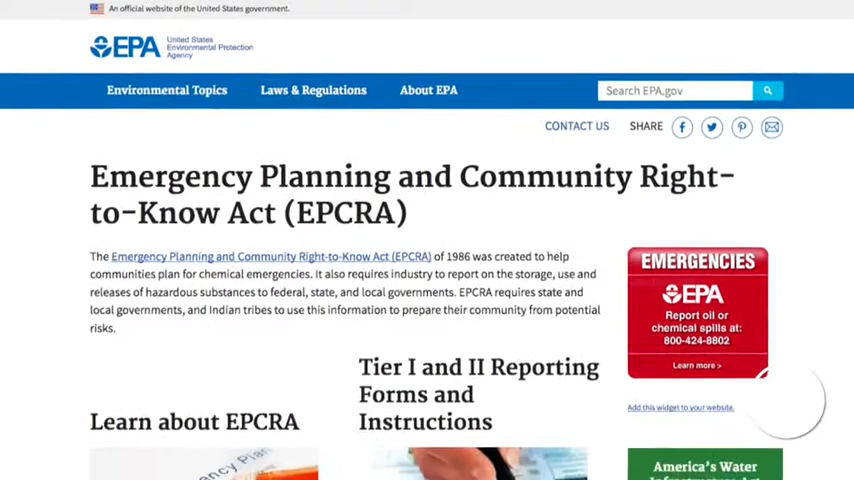 An official website of the United States government.
EPA
United States
Environmental Protection
Agency
Environmental Topics
Laws & Regulations
About EPA
Search EPA.gov
CONTACT US
SHARE
Emergency Planning and Community Right-
to-Know Act (EPCRA)
The Emergency Planning and Community Right-to-Know Act (EPCRA) of 1986 was created to help
communities plan for chemical emergencies. It also requires industry to report on the storage, use and
releases of hazardous substances to federal, state, and local governments. EPCRA requires state and
local governments, and Indian tribes to use this information to prepare their community from potential
risks.
EMERGENCIES
EPA
Report oil or
chemical spills at:
800-424-8802
Learn more >
Add this widget to your website.
Learn about EPCRA
Tier I and II Reporting
Forms and
Instructions
America's Water